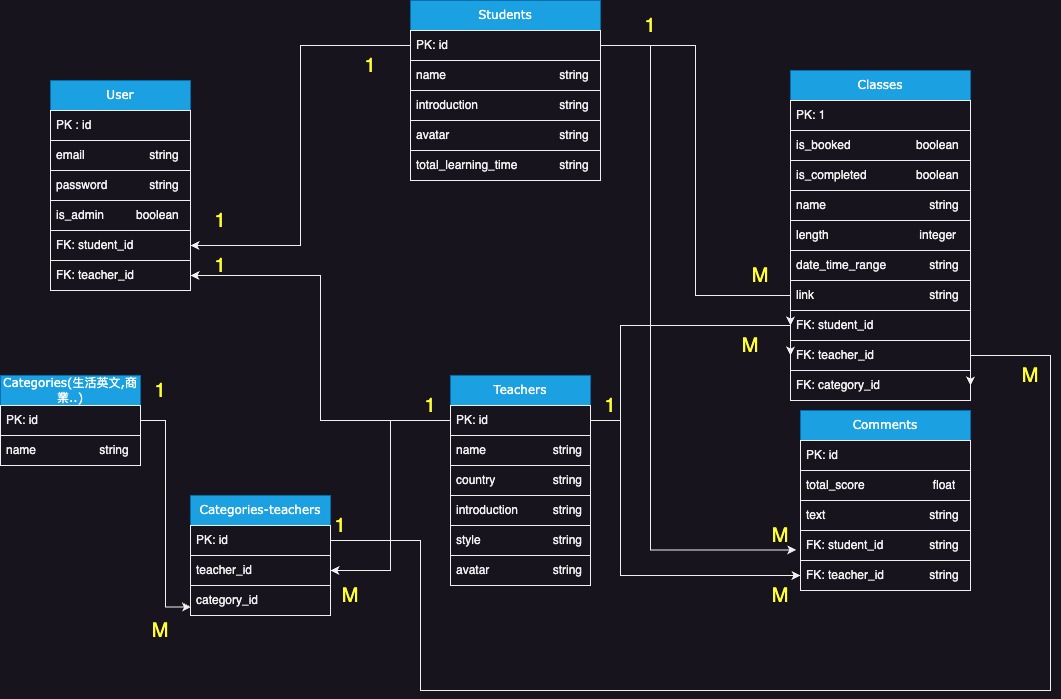 Students
PK: id
name string
introduction string
avatar string
total_learning_time string
1
1
User
PK : id
email string
password string
is_admin boolean
FK: student_id
FK: teacher_id
1
1
Classes
PK: 1
is_booked boolean
is_completed boolean
name string
length integer
date_time_range string
link string
FK: student_id
FK: teacher_id
FK: category_id
M
M
M
Categories(生活英文,商
業..)
PK: id
name string
1
Teachers
PK: id
name string
country string
introduction string
style string
avatar string
1
1
Categories-teachers
PK: id
teacher_id
category_id
1
M
M
Comments
PK: id
total_score float
text string
FK: student_id string
FK: teacher_id string
M
M